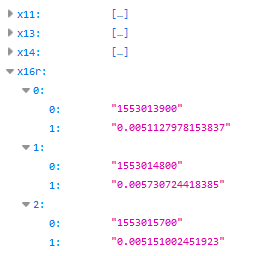 x11: […]
x13: […]
x14: […]
x16r:
0:
0: "1553013900"
1: "0.0051127978153837"
1:
0: "1553014800"
1: "0.005730724418385"
2:
0: "1553015700"
1: "0.005151002451923"